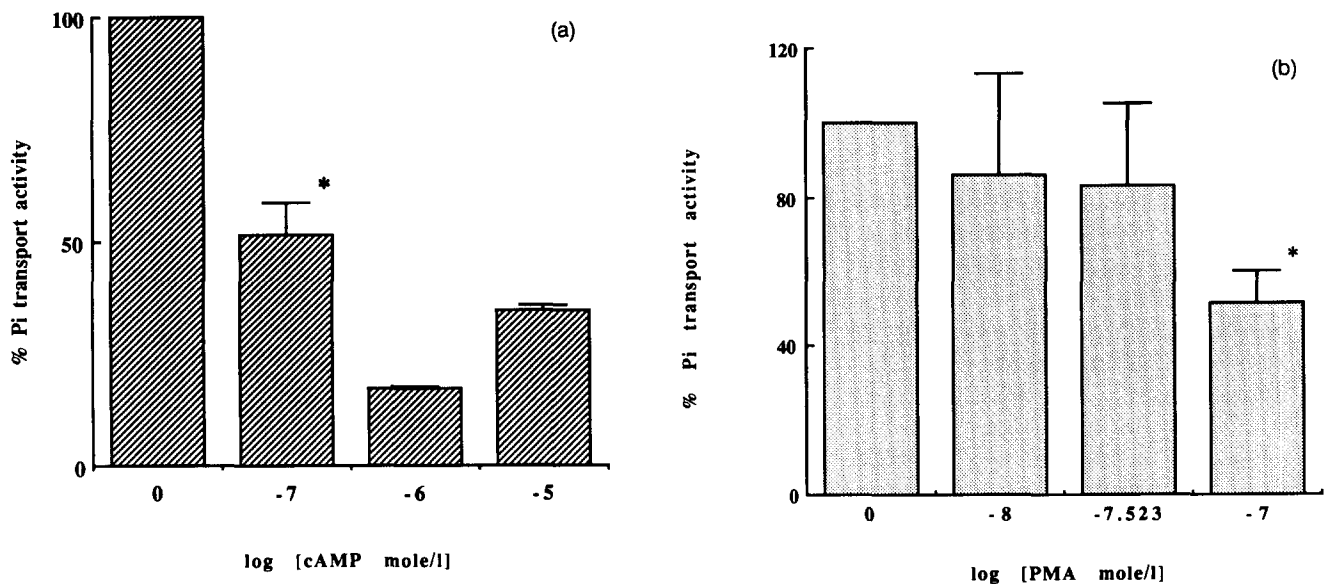 (a)
% Pi transport activity
100
50
0
*
0 -7 -6 -5
log [cAMP mole/l]
(b)
% Pi transport activity
120
80
40
0
*
0 -8 -7.523 -7
log [PMA mole/l]